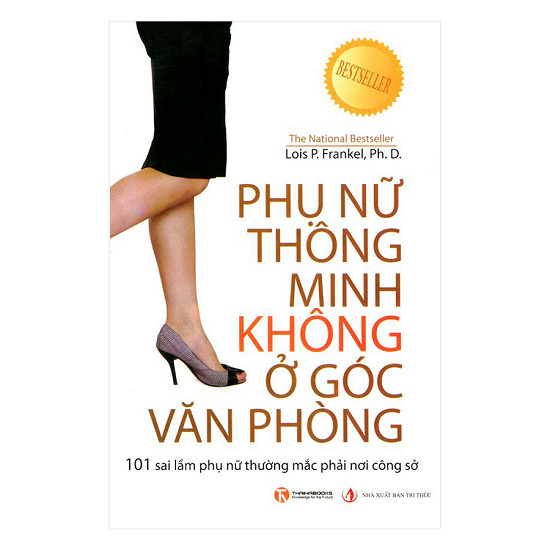 BESTSELLER
The National Bestseller
Lois P. Frankel, Ph. D.
PHỤ NỮ
THÔNG
MINH
KHÔNG
Ở GÓC
VĂN PHÒNG
101 sai lầm phụ nữ thường mắc phải nơi công sở
THAIHABOOKS
Knowledge for the Future
NHÀ XUẤT BẢN TRI THỨC